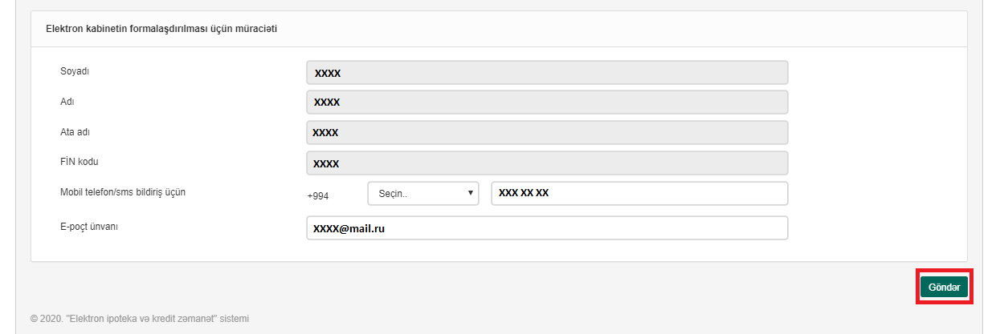 Elektron kabinetin formalaşdırılması üçün müraciəti
Soyadı XXXX
Adı XXXX
Ata adı XXXX
FİN kodu XXXX
Mobil telefon/sms bildiriş üçün +994 Seçin.. XXX XX XX
E-poçt ünvanı XXXX@mail.ru
Göndər
© 2020. "Elektron ipoteka və kredit zəmanət" sistemi